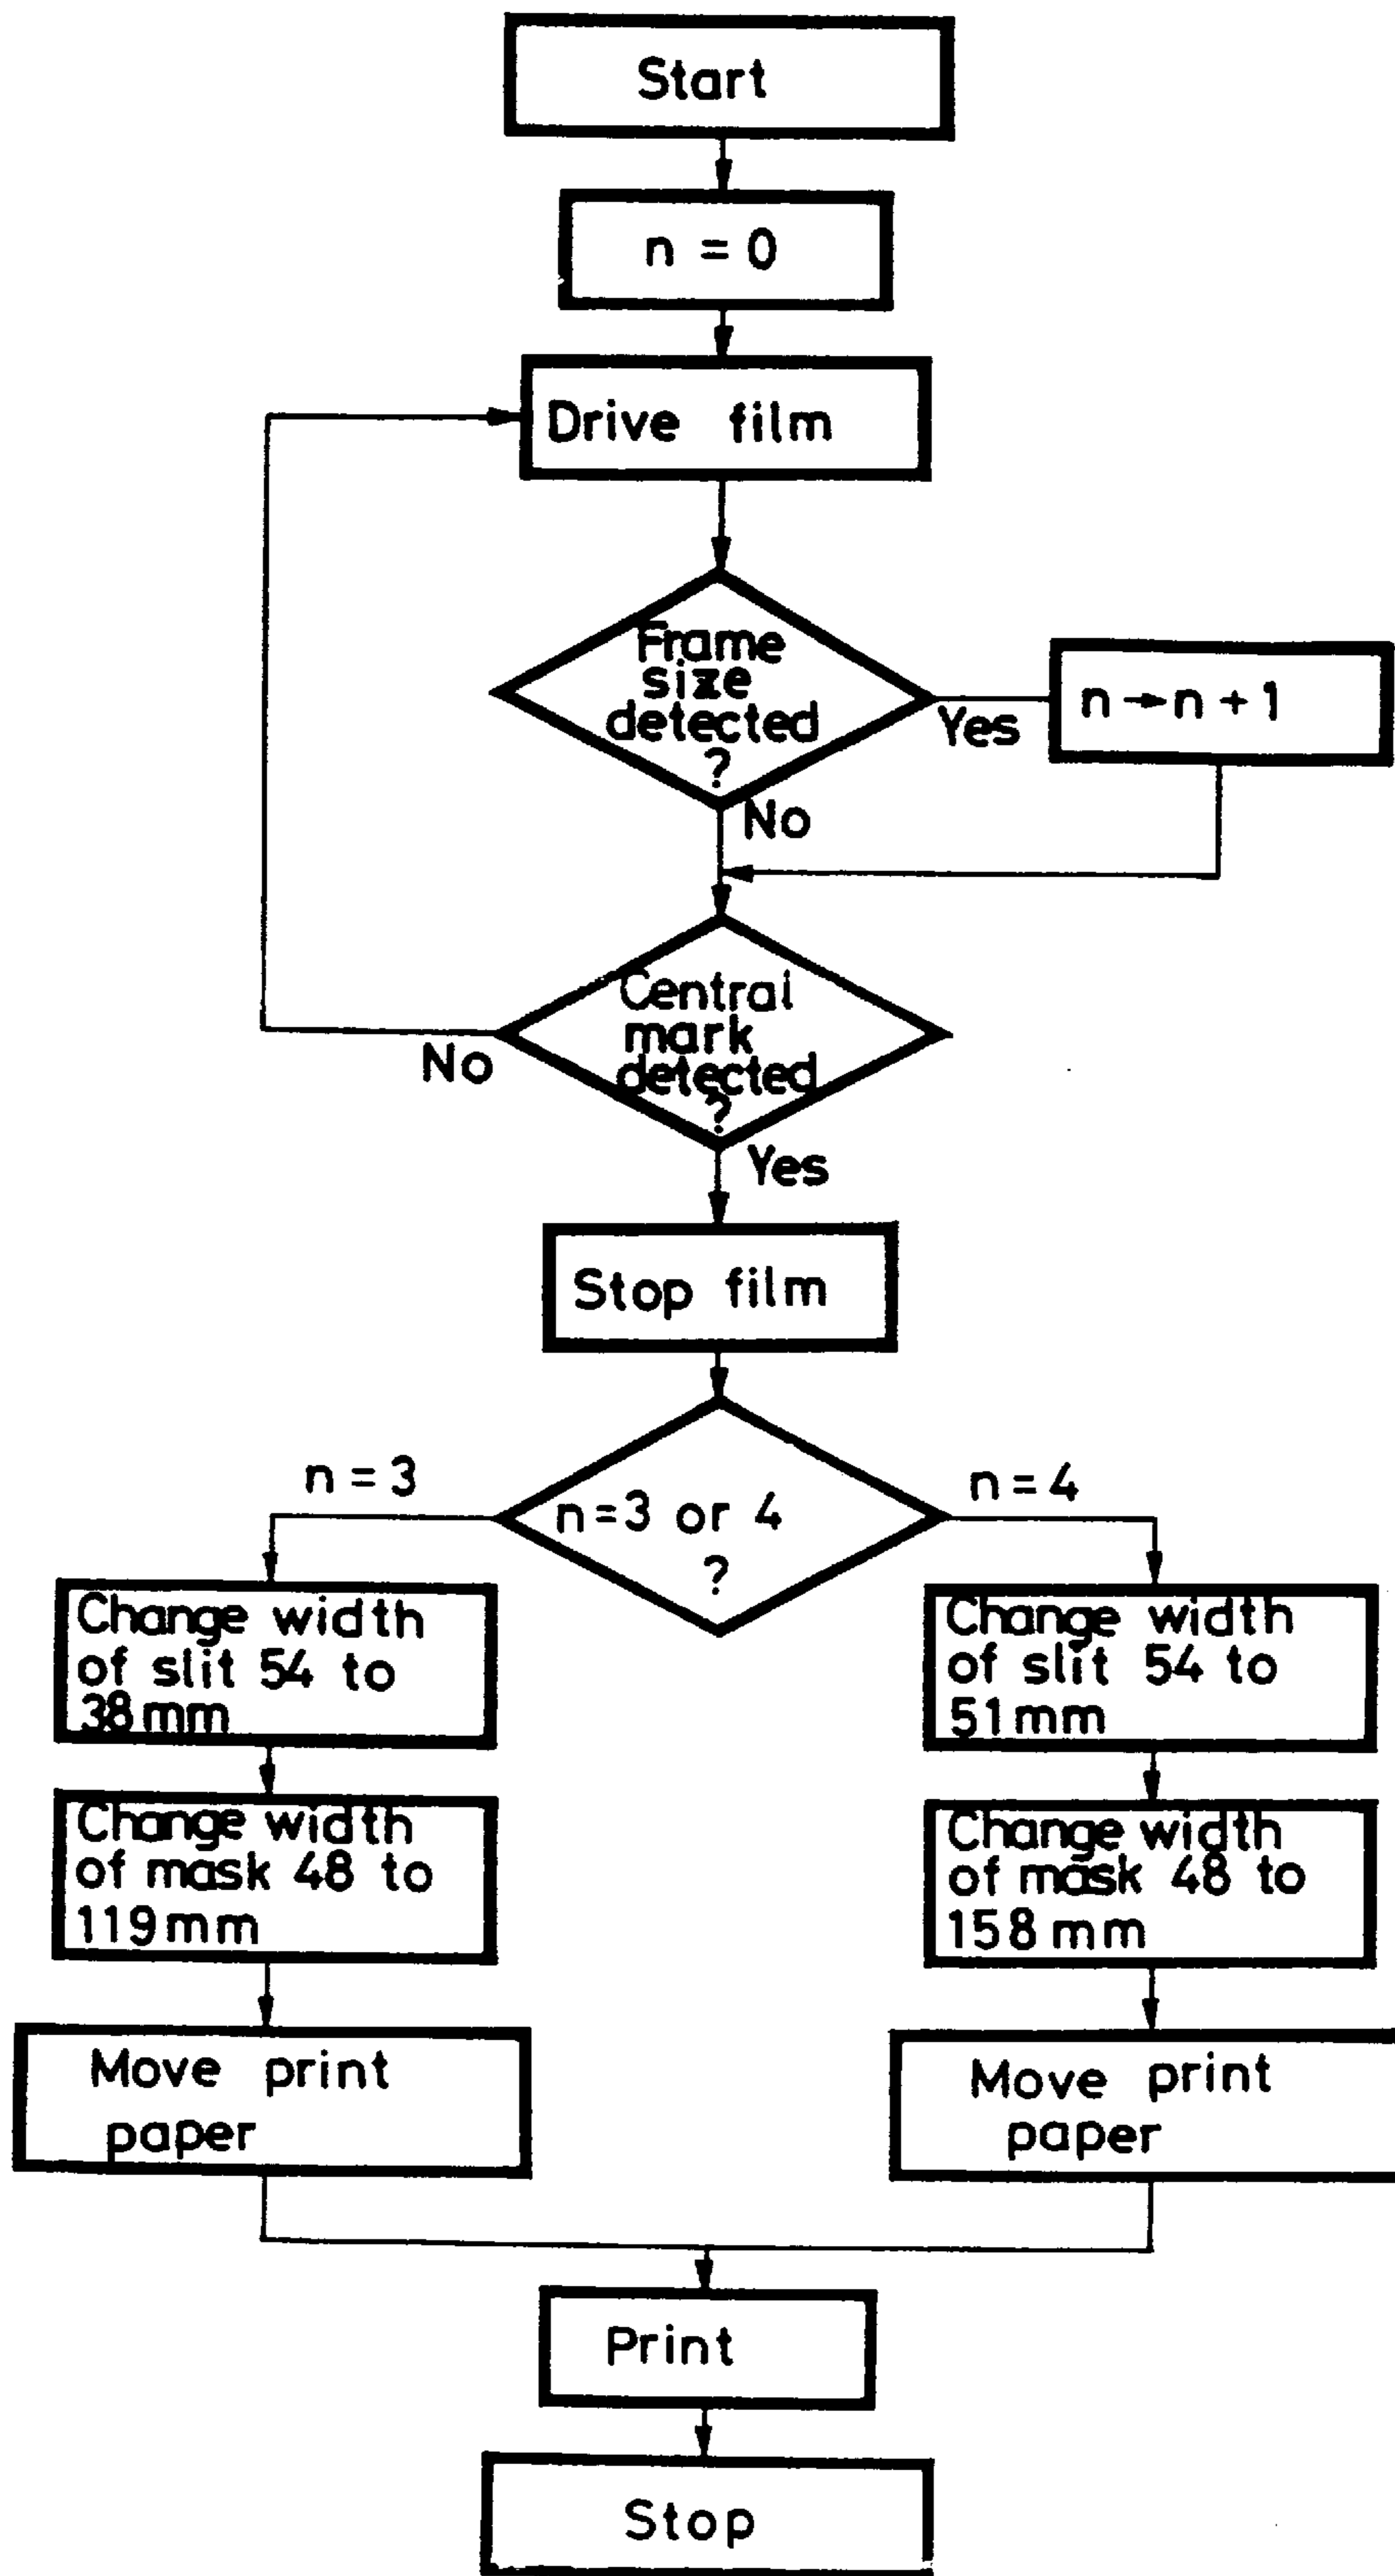 Start
n = 0
Drive film
Frame
size
detected
?
Yes
n → n + 1
No
Central
mark
detected
?
No
Yes
Stop film
n = 3
n = 3 or 4
?
n = 4
Change width
of slit 54 to
38 mm
Change width
of mask 48 to
119 mm
Move print
paper
Change width
of slit 54 to
51 mm
Change width
of mask 48 to
158 mm
Move print
paper
Print
Stop